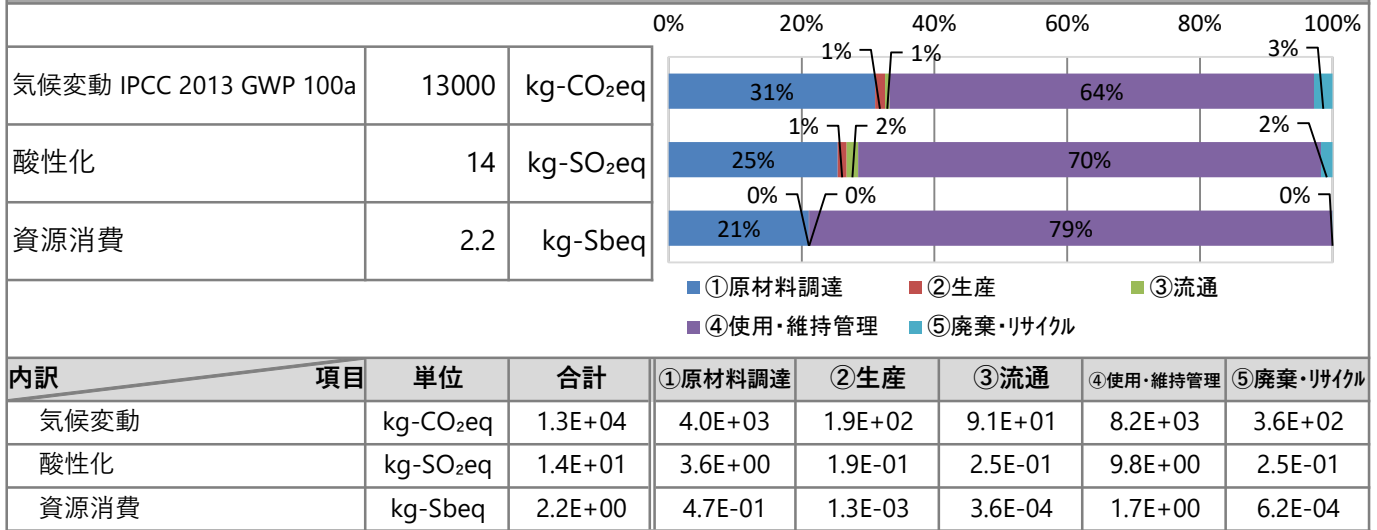 0% 20% 40% 60% 80% 100%
1% 1% 3%
気候変動 IPCC 2013 GWP 100a 13000 kg-CO₂eq 31% 64%
1% 2% 2%
酸性化 14 kg-SO₂eq 25% 70%
0% 0% 0%
資源消費 2.2 kg-Sbeq 21% 79%
①原材料調達 ②生産 ③流通
④使用・維持管理 ⑤廃棄・リサイクル
内訳 項目 単位 合計 ①原材料調達 ②生産 ③流通 ④使用・維持管理 ⑤廃棄・リサイクル
気候変動 kg-CO₂eq 1.3E+04 4.0E+03 1.9E+02 9.1E+01 8.2E+03 3.6E+02
酸性化 kg-SO₂eq 1.4E+01 3.6E+00 1.9E-01 2.5E-01 9.8E+00 2.5E-01
資源消費 kg-Sbeq 2.2E+00 4.7E-01 1.3E-03 3.6E-04 1.7E+00 6.2E-04